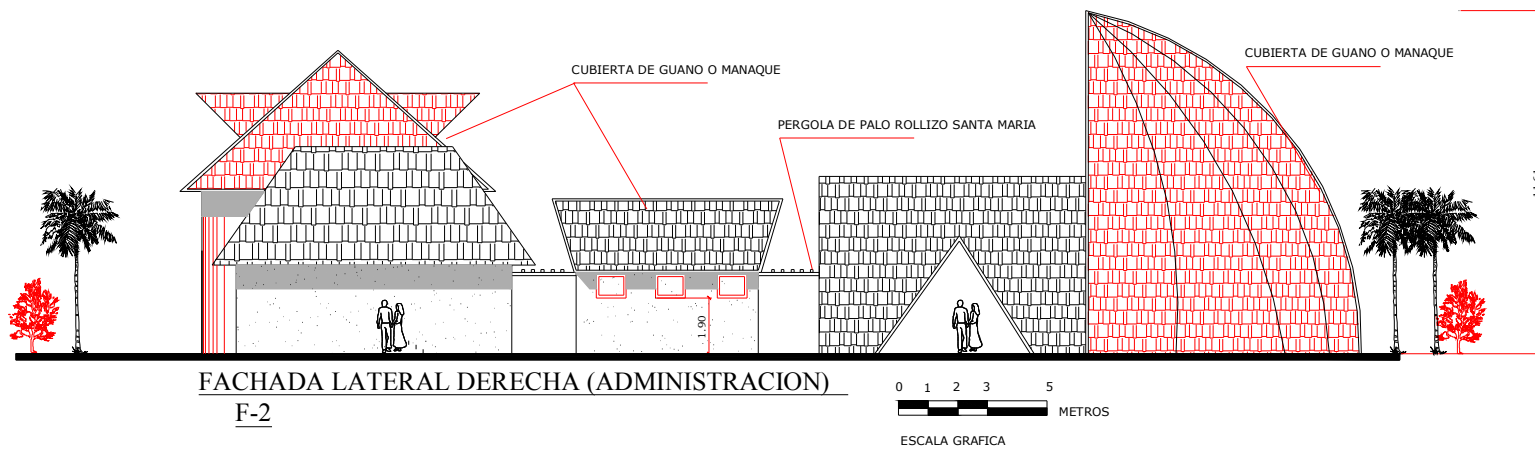 CUBIERTA DE GUANO O MANAQUE
CUBIERTA DE GUANO O MANAQUE
PERGOLA DE PALO ROLLIZO SANTA MARIA
1.90
FACHADA LATERAL DERECHA (ADMINISTRACION)
F-2
0 1 2 3 5
METROS
ESCALA GRAFICA